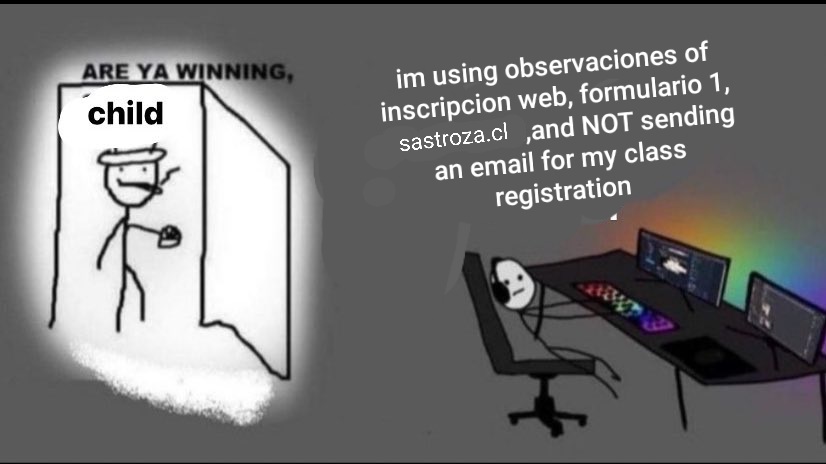 ARE YA WINNING,
child
im using observaciones of
inscripcion web, formulario 1,
sastroza.cl ,and NOT sending
an email for my class
registration